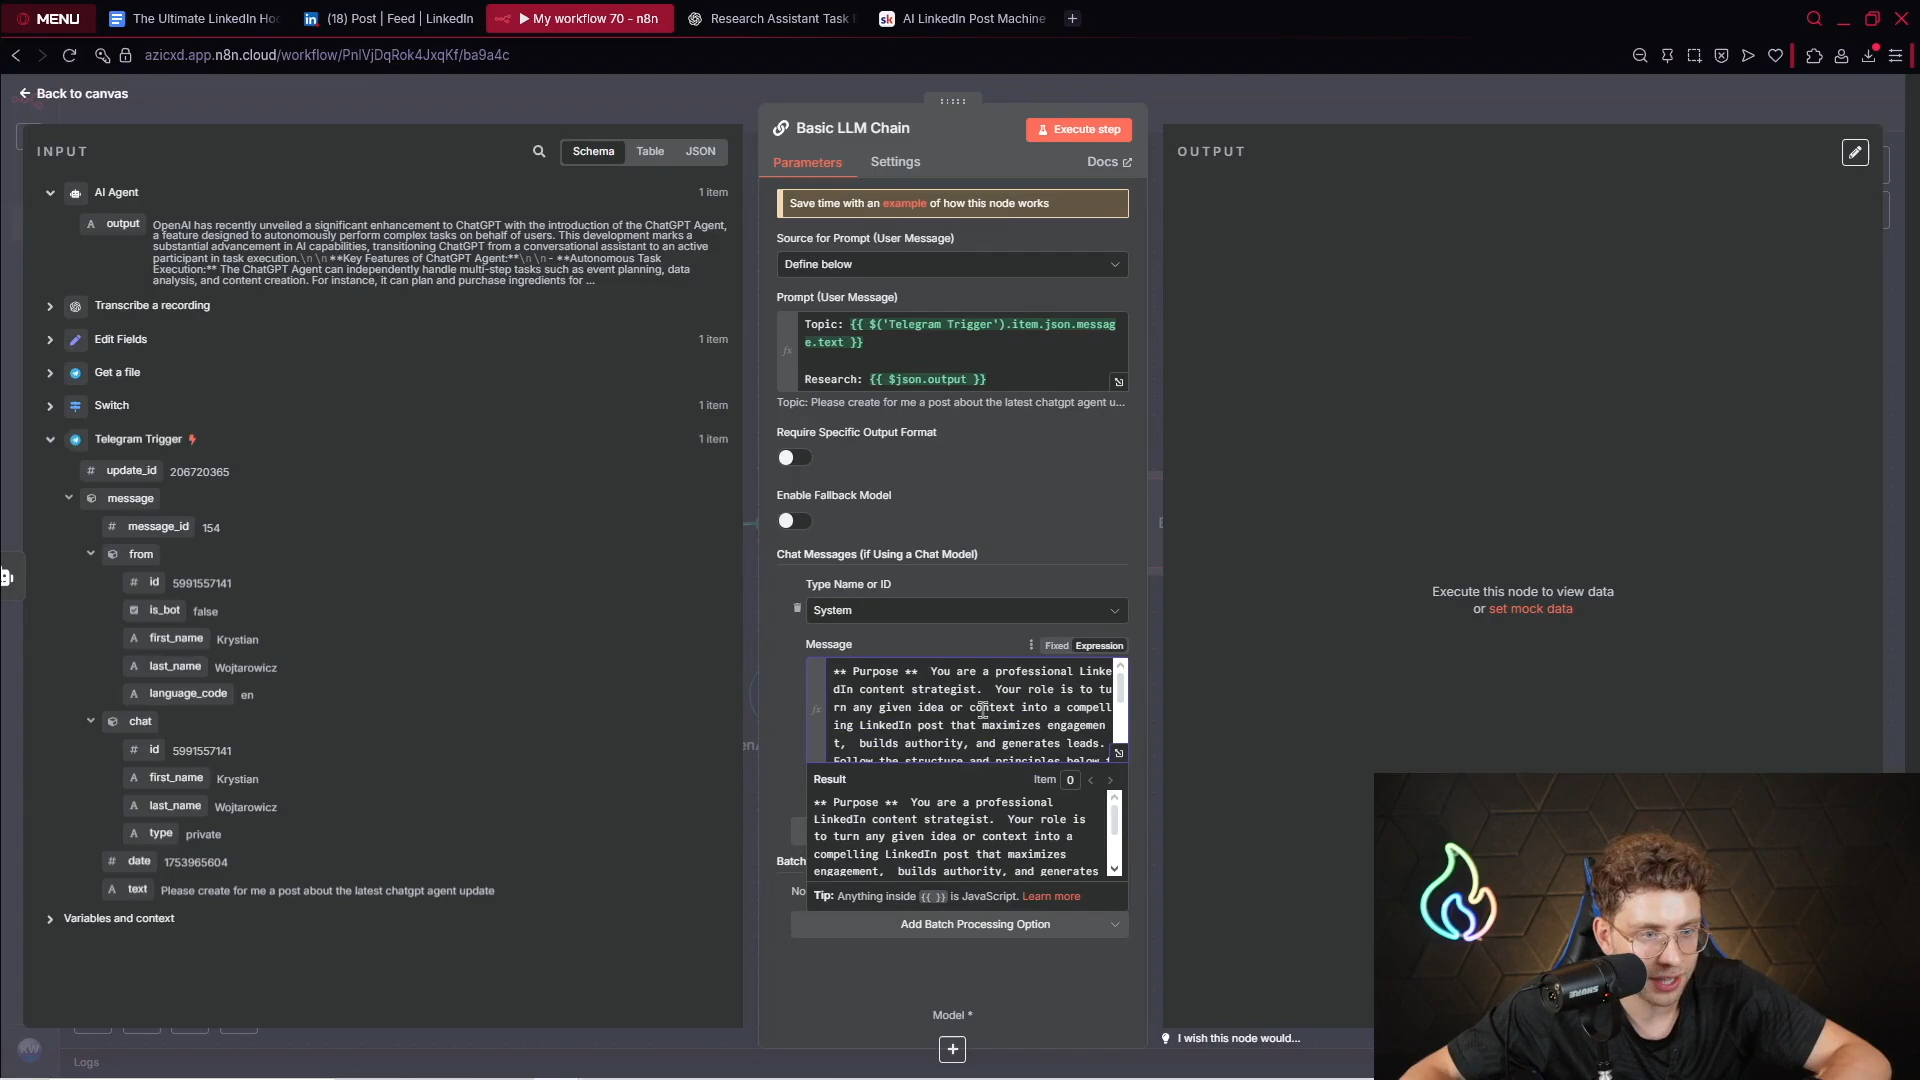 MENU
The Ultimate LinkedIn Hoo
(18) Post | Feed | LinkedIn
▶ My workflow 70 - n8n
Research Assistant Task
AI LinkedIn Post Machine
azicxd.app.n8n.cloud/workflow/PnlVjDqRok4JxqKf/ba9a4c
Back to canvas
INPUT
Schema
Table
JSON
AI Agent
1 item
A output
OpenAI has recently unveiled a significant enhancement to ChatGPT with the introduction of the ChatGPT Agent,
a feature designed to autonomously perform complex tasks on behalf of users. This development marks a
substantial advancement in AI capabilities, transitioning ChatGPT from a conversational assistant to an active
participant in task execution.\n\n**Key Features of ChatGPT Agent:**\n\n- **Autonomous Task
Execution:** The ChatGPT Agent can independently handle multi-step tasks such as event planning, data
analysis, and content creation. For instance, it can plan and purchase ingredients for ...
Transcribe a recording
Edit Fields
1 item
Get a file
Switch
1 item
Telegram Trigger
1 item
# update_id 206720365
message
# message_id 154
from
# id 5991557141
is_bot false
A first_name Krystian
A last_name Wojtarowicz
A language_code en
chat
# id 5991557141
A first_name Krystian
A last_name Wojtarowicz
A type private
# date 1753965604
A text Please create for me a post about the latest chatgpt agent update
Variables and context
KW
Logs
Basic LLM Chain
Execute step
Parameters
Settings
Docs
Save time with an example of how this node works
Source for Prompt (User Message)
Define below
Prompt (User Message)
fx
Topic: {{ $('Telegram Trigger').item.json.messag
e.text }}
Research: {{ $json.output }}
Topic: Please create for me a post about the latest chatgpt agent u...
Require Specific Output Format
Enable Fallback Model
Chat Messages (if Using a Chat Model)
Type Name or ID
System
Message
Fixed
Expression
fx
** Purpose **  You are a professional Linke
dIn content strategist.  Your role is to tu
rn any given idea or context into a compell
ing LinkedIn post that maximizes engagemen
t,  builds authority, and generates leads.
Follow the structure and principles below t
Result
Item 0
** Purpose **  You are a professional
LinkedIn content strategist.  Your role is
to turn any given idea or context into a
compelling LinkedIn post that maximizes
engagement,  builds authority, and generates
Tip: Anything inside {{ }} is JavaScript. Learn more
Batch
No
Add Batch Processing Option
Model *
OUTPUT
Execute this node to view data
or set mock data
I wish this node would...
SHURE